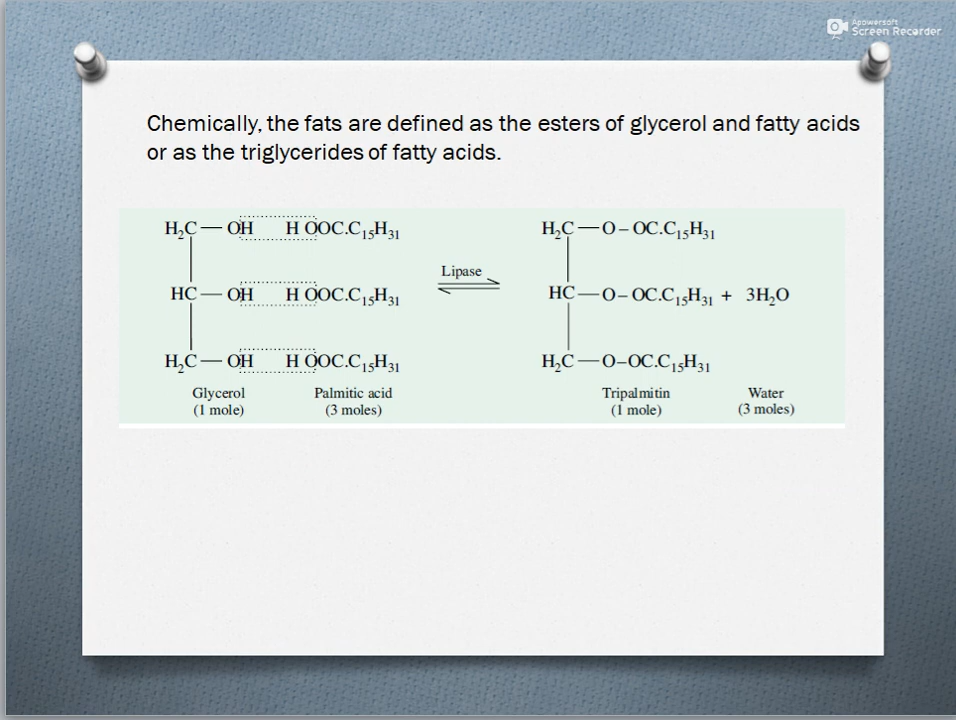 Apowersoft
Screen Recorder
Chemically, the fats are defined as the esters of glycerol and fatty acids
or as the triglycerides of fatty acids.
H₂C — OH H OOC.C₁₅H₃₁ H₂C — O – OC.C₁₅H₃₁
Lipase
HC — OH H OOC.C₁₅H₃₁ HC — O – OC.C₁₅H₃₁ + 3H₂O
H₂C — OH H OOC.C₁₅H₃₁ H₂C — O–OC.C₁₅H₃₁
Glycerol Palmitic acid Tripalmitin Water
(1 mole) (3 moles) (1 mole) (3 moles)